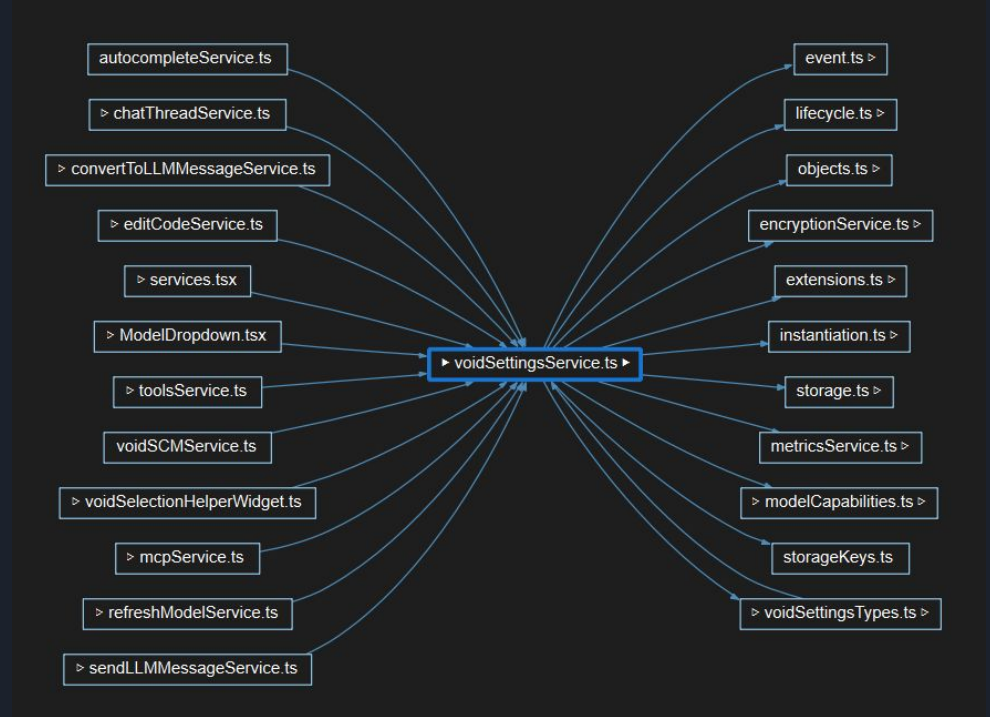 autocompleteService.ts
chatThreadService.ts
convertToLLMMessageService.ts
editCodeService.ts
services.tsx
ModelDropdown.tsx
toolsService.ts
voidSCMService.ts
voidSelectionHelperWidget.ts
mcpService.ts
refreshModelService.ts
sendLLMMessageService.ts
voidSettingsService.ts
event.ts
lifecycle.ts
objects.ts
encryptionService.ts
extensions.ts
instantiation.ts
storage.ts
metricsService.ts
modelCapabilities.ts
storageKeys.ts
voidSettingsTypes.ts